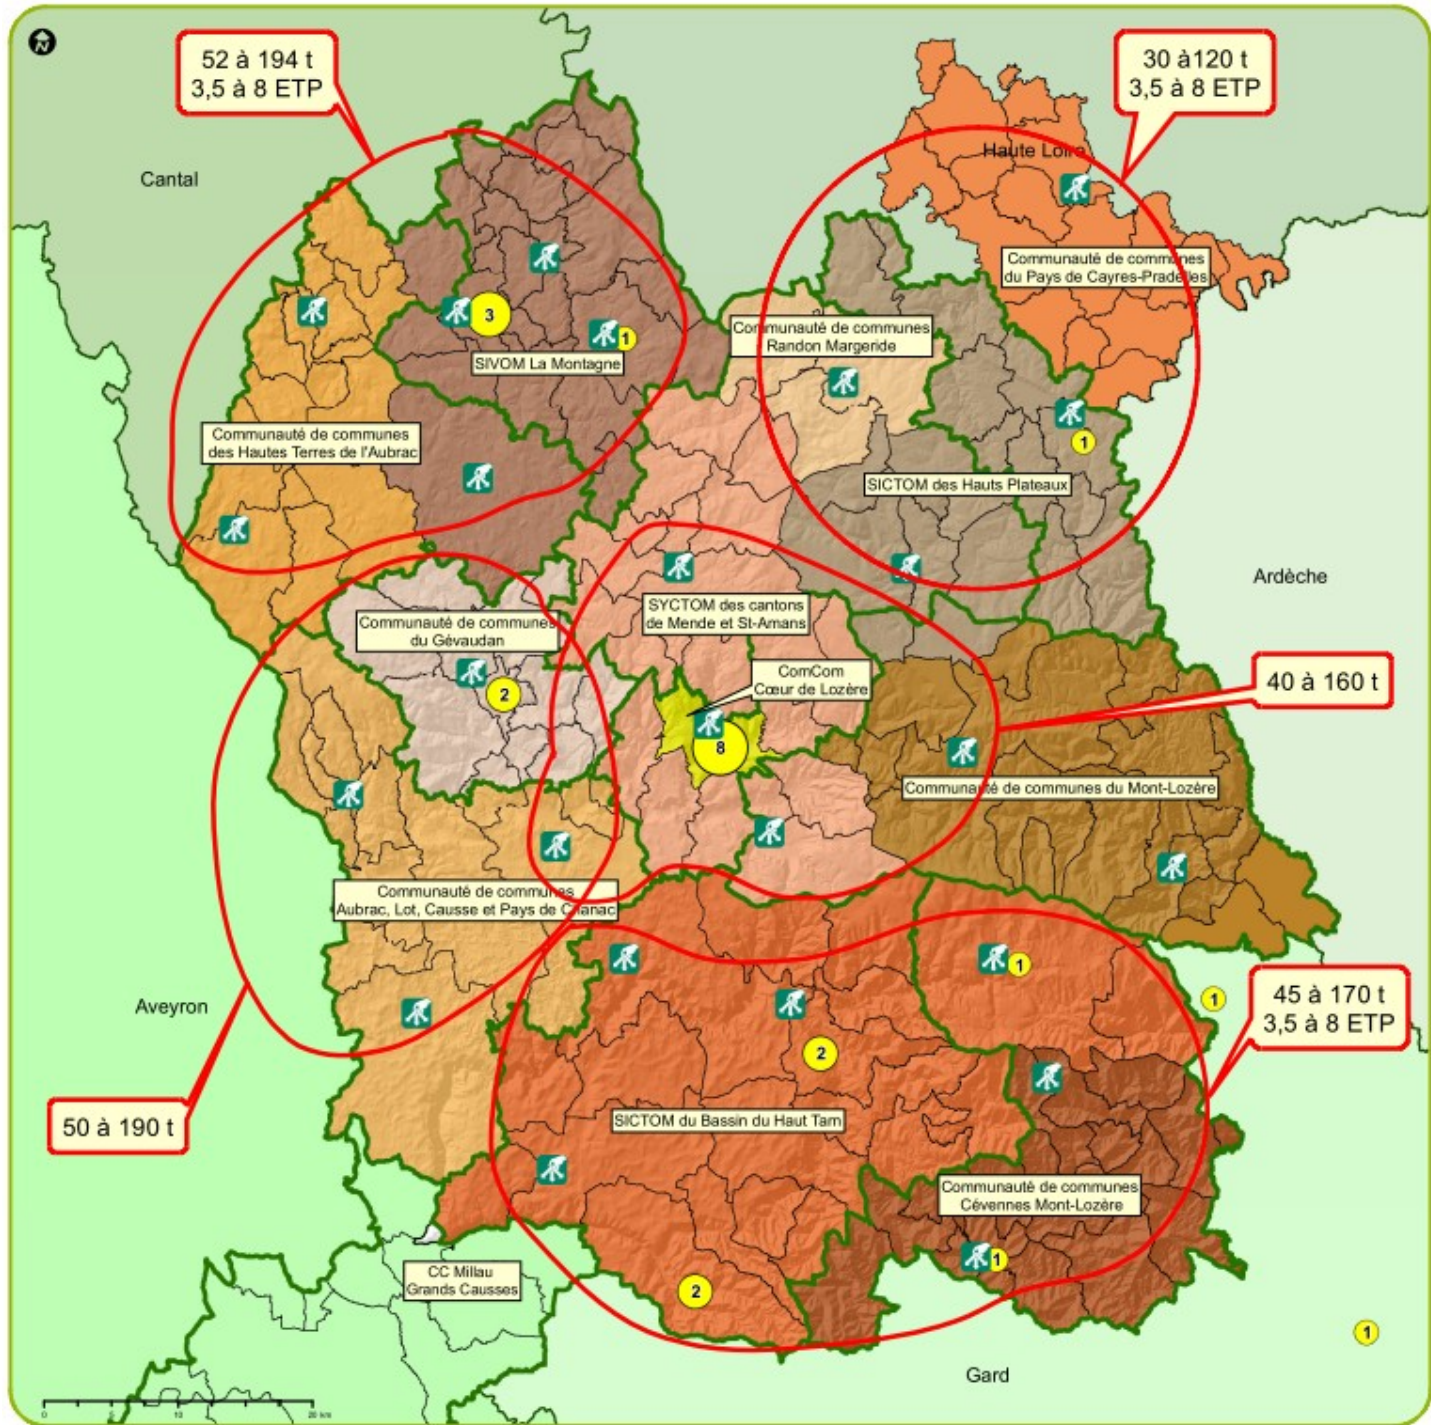 N
52 à 194 t
3,5 à 8 ETP
30 à120 t
3,5 à 8 ETP
Haute Loire
Cantal
Communauté de communes
du Pays de Cayres-Pradelles
3
1
Communauté de communes
Randon Margeride
SIVOM La Montagne
Communauté de communes
des Hautes Terres de l'Aubrac
1
SICTOM des Hauts Plateaux
Ardèche
SYCTOM des cantons
de Mende et St-Amans
Communauté de communes
du Gévaudan
ComCom
Cœur de Lozère
40 à 160 t
2
8
Communauté de communes du Mont-Lozère
Communauté de communes
Aubrac, Lot, Causse et Pays de Chanac
1
1
45 à 170 t
3,5 à 8 ETP
Aveyron
2
50 à 190 t
SICTOM du Bassin du Haut Tarn
Communauté de communes
Cévennes Mont-Lozère
1
CC Millau
Grands Causses
2
1
Gard
0 5 10 20 km